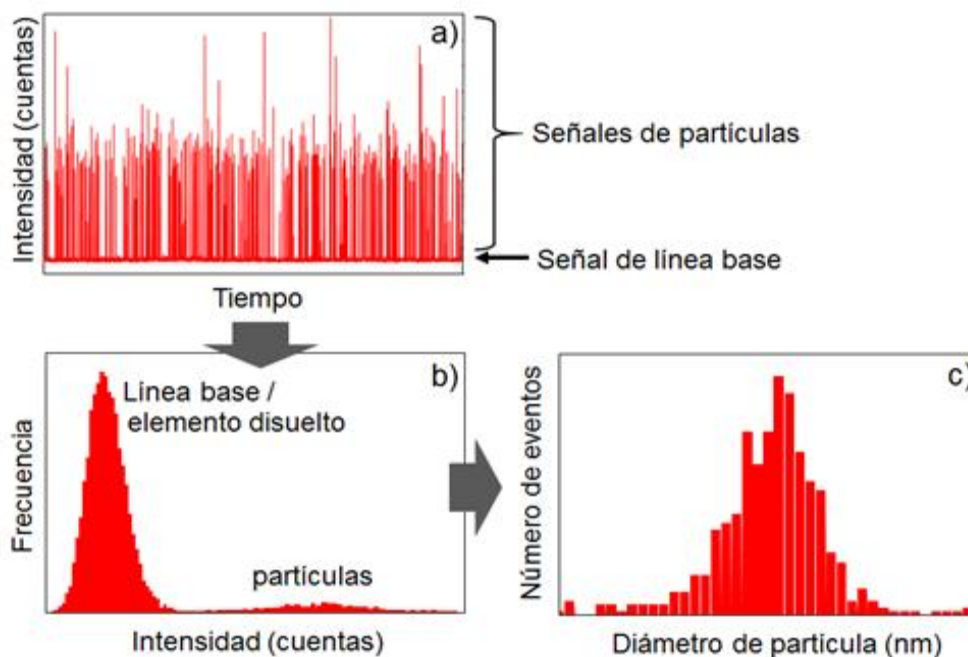 a)
Intensidad (cuentas)
Señales de partículas
Señal de línea base
Tiempo
b)
Línea base /
elemento disuelto
Frecuencia
partículas
Intensidad (cuentas)
c)
Número de eventos
Diámetro de partícula (nm)